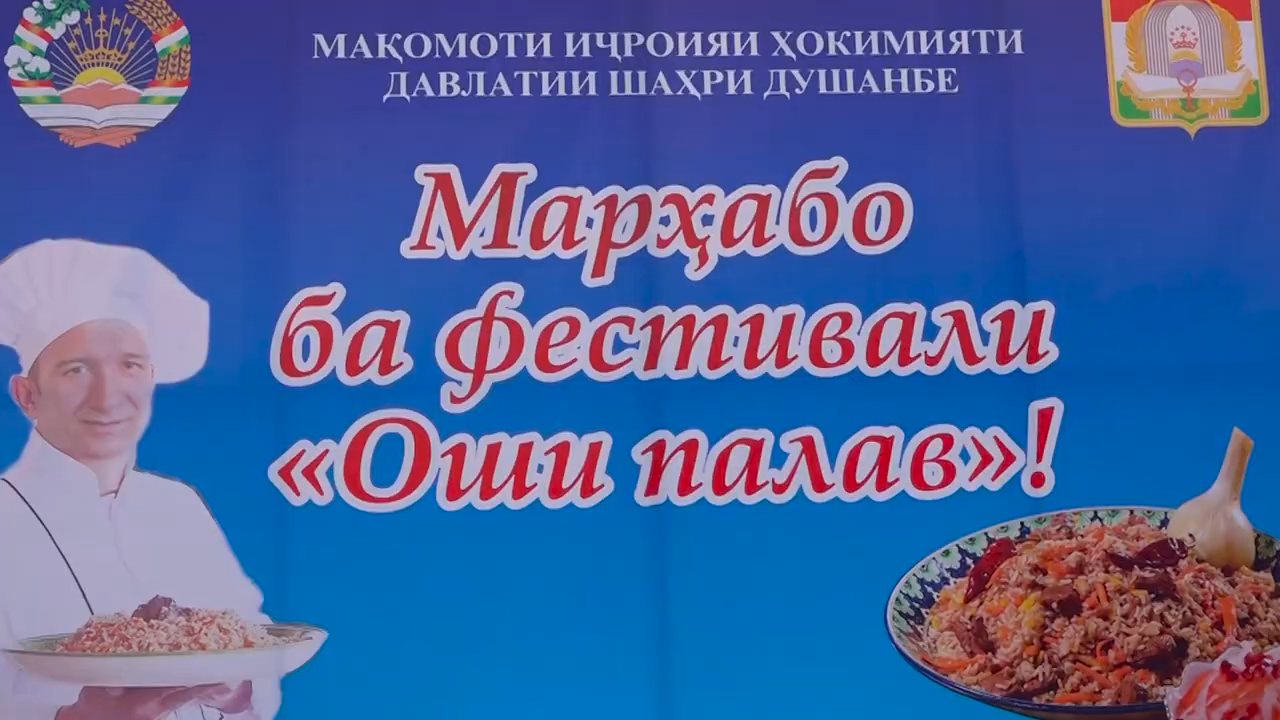 МАҚОМОТИ ИҶРОИЯИ ҲОКИМИЯТИ
ДАВЛАТИИ ШАҲРИ ДУШАНБЕ
Марҳабо
ба фестивали
«Оши палав»!